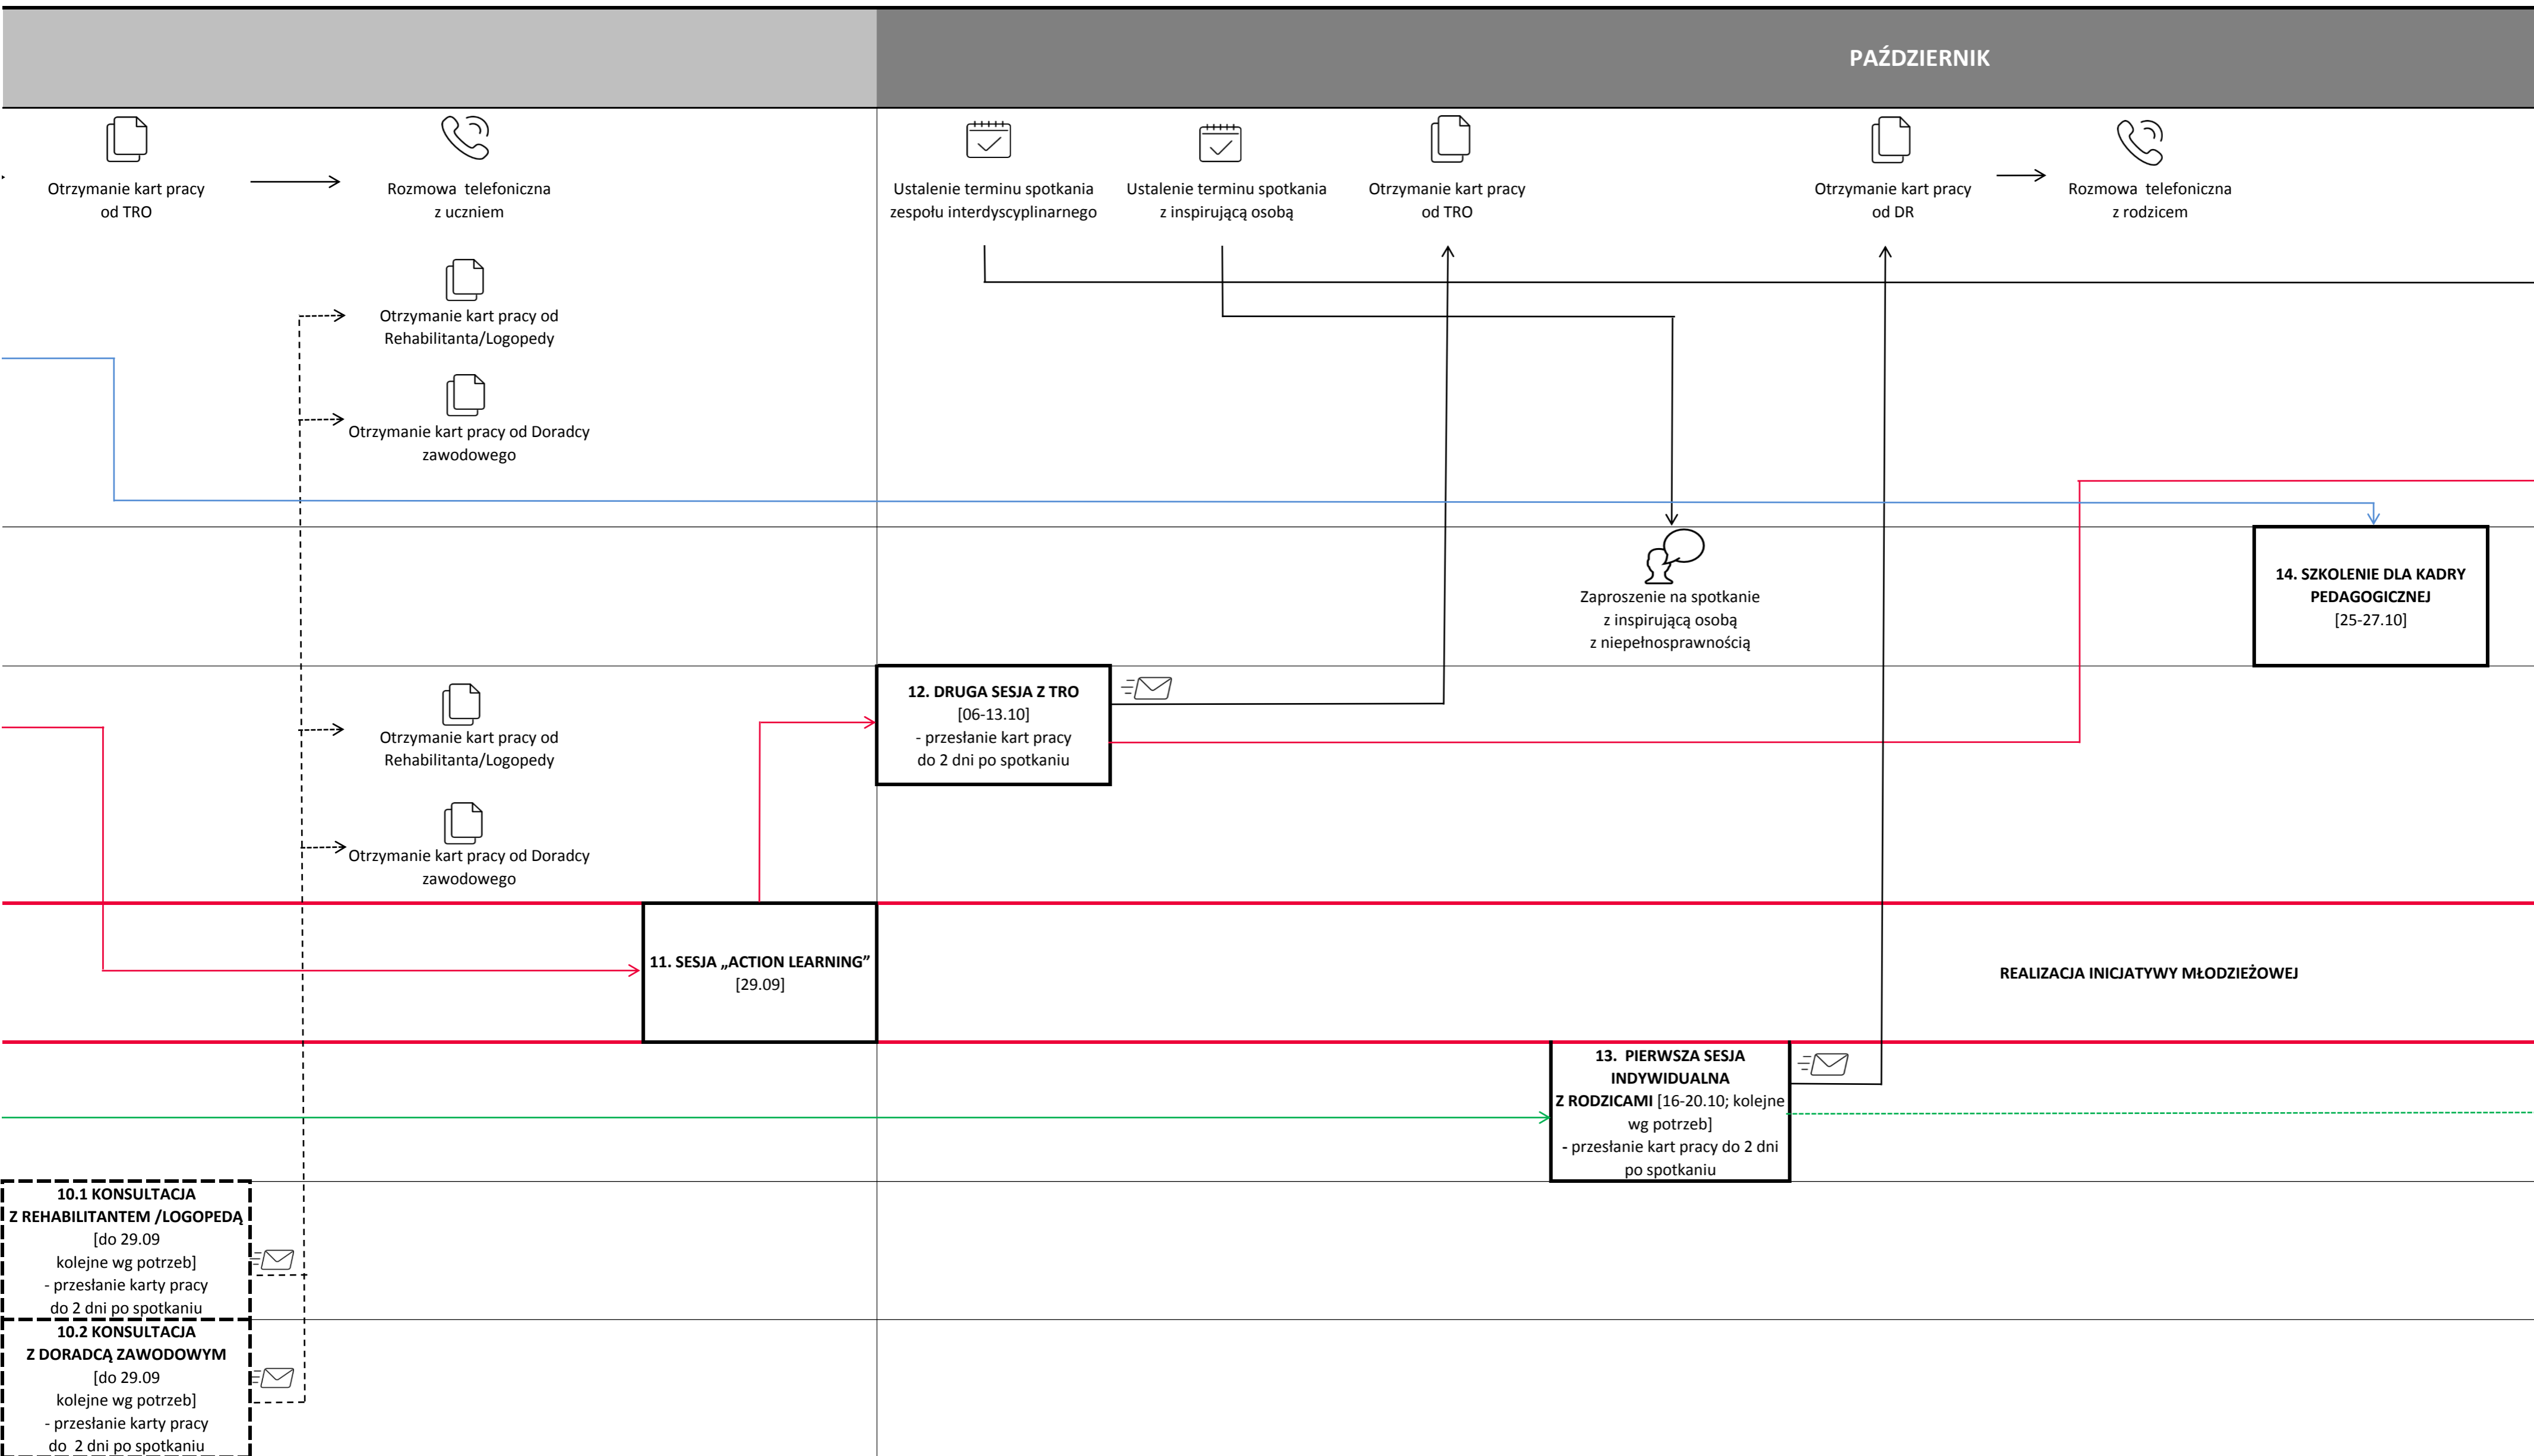 PAŹDZIERNIK
Otrzymanie kart pracy
od TRO
Rozmowa telefoniczna
z uczniem
Ustalenie terminu spotkania
zespołu interdyscyplinarnego
Ustalenie terminu spotkania
z inspirującą osobą
Otrzymanie kart pracy
od TRO
Otrzymanie kart pracy
od DR
Rozmowa telefoniczna
z rodzicem
Otrzymanie kart pracy od
Rehabilitanta/Logopedy
Otrzymanie kart pracy od Doradcy
zawodowego
Zaproszenie na spotkanie
z inspirującą osobą
z niepełnosprawnością
14. SZKOLENIE DLA KADRY
PEDAGOGICZNEJ
[25-27.10]
Otrzymanie kart pracy od
Rehabilitanta/Logopedy
Otrzymanie kart pracy od Doradcy
zawodowego
12. DRUGA SESJA Z TRO
[06-13.10]
- przesłanie kart pracy
do 2 dni po spotkaniu
11. SESJA „ACTION LEARNING”
[29.09]
REALIZACJA INICJATYWY MŁODZIEŻOWEJ
13. PIERWSZA SESJA
INDYWIDUALNA
Z RODZICAMI [16-20.10; kolejne
wg potrzeb]
- przesłanie kart pracy do 2 dni
po spotkaniu
10.1 KONSULTACJA
Z REHABILITANTEM /LOGOPEDĄ
[do 29.09
kolejne wg potrzeb]
- przesłanie karty pracy
do 2 dni po spotkaniu
10.2 KONSULTACJA
Z DORADCĄ ZAWODOWYM
[do 29.09
kolejne wg potrzeb]
- przesłanie karty pracy
do 2 dni po spotkaniu